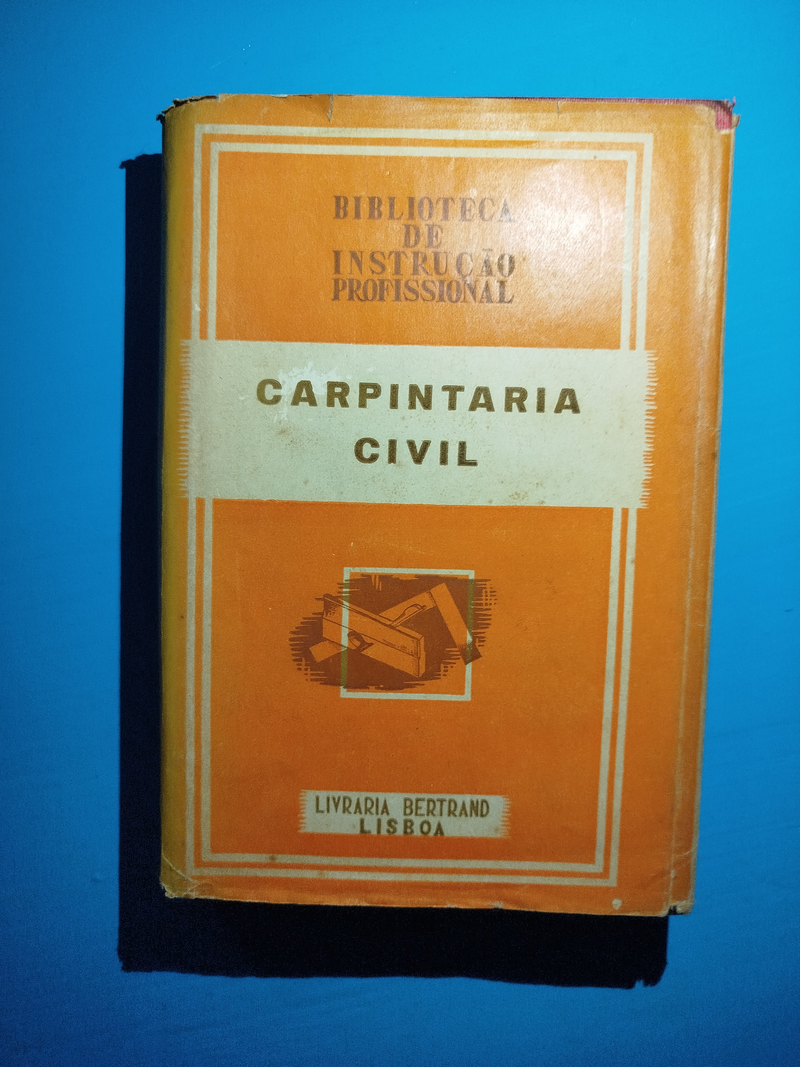 BIBLIOTECA
DE
INSTRUÇÃO
PROFISSIONAL
CARPINTARIA
CIVIL
LIVRARIA BERTRAND
LISBOA